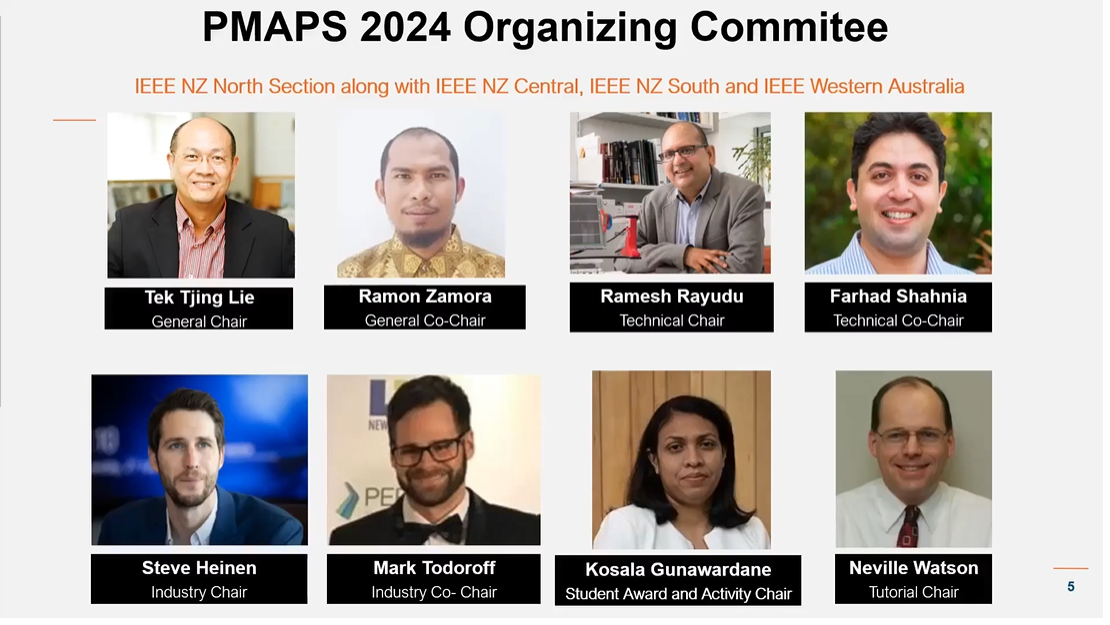 PMAPS 2024 Organizing Commitee
IEEE NZ North Section along with IEEE NZ Central, IEEE NZ South and IEEE Western Australia
Tek Tjing Lie
General Chair
Ramon Zamora
General Co-Chair
Ramesh Rayudu
Technical Chair
Farhad Shahnia
Technical Co-Chair
NEW
PE
Steve Heinen
Industry Chair
Mark Todoroff
Industry Co- Chair
Kosala Gunawardane
Student Award and Activity Chair
Neville Watson
Tutorial Chair
5